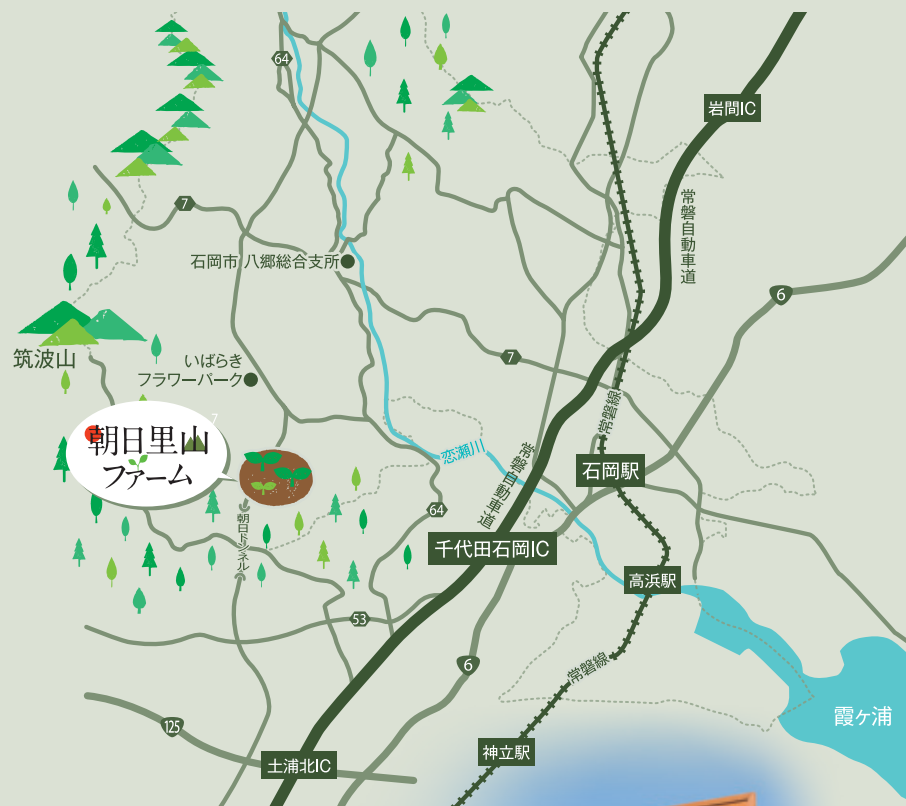 64
岩間IC
7
常磐自動車道
石岡市 八郷総合支所
6
筑波山
いばらき
フラワーパーク
7
7
常磐線
朝日里山
ファーム
恋瀬川
常磐自動車道
石岡駅
64
朝日トンネル
千代田石岡IC
高浜駅
53
6
常磐線
霞ヶ浦
125
神立駅
土浦北IC